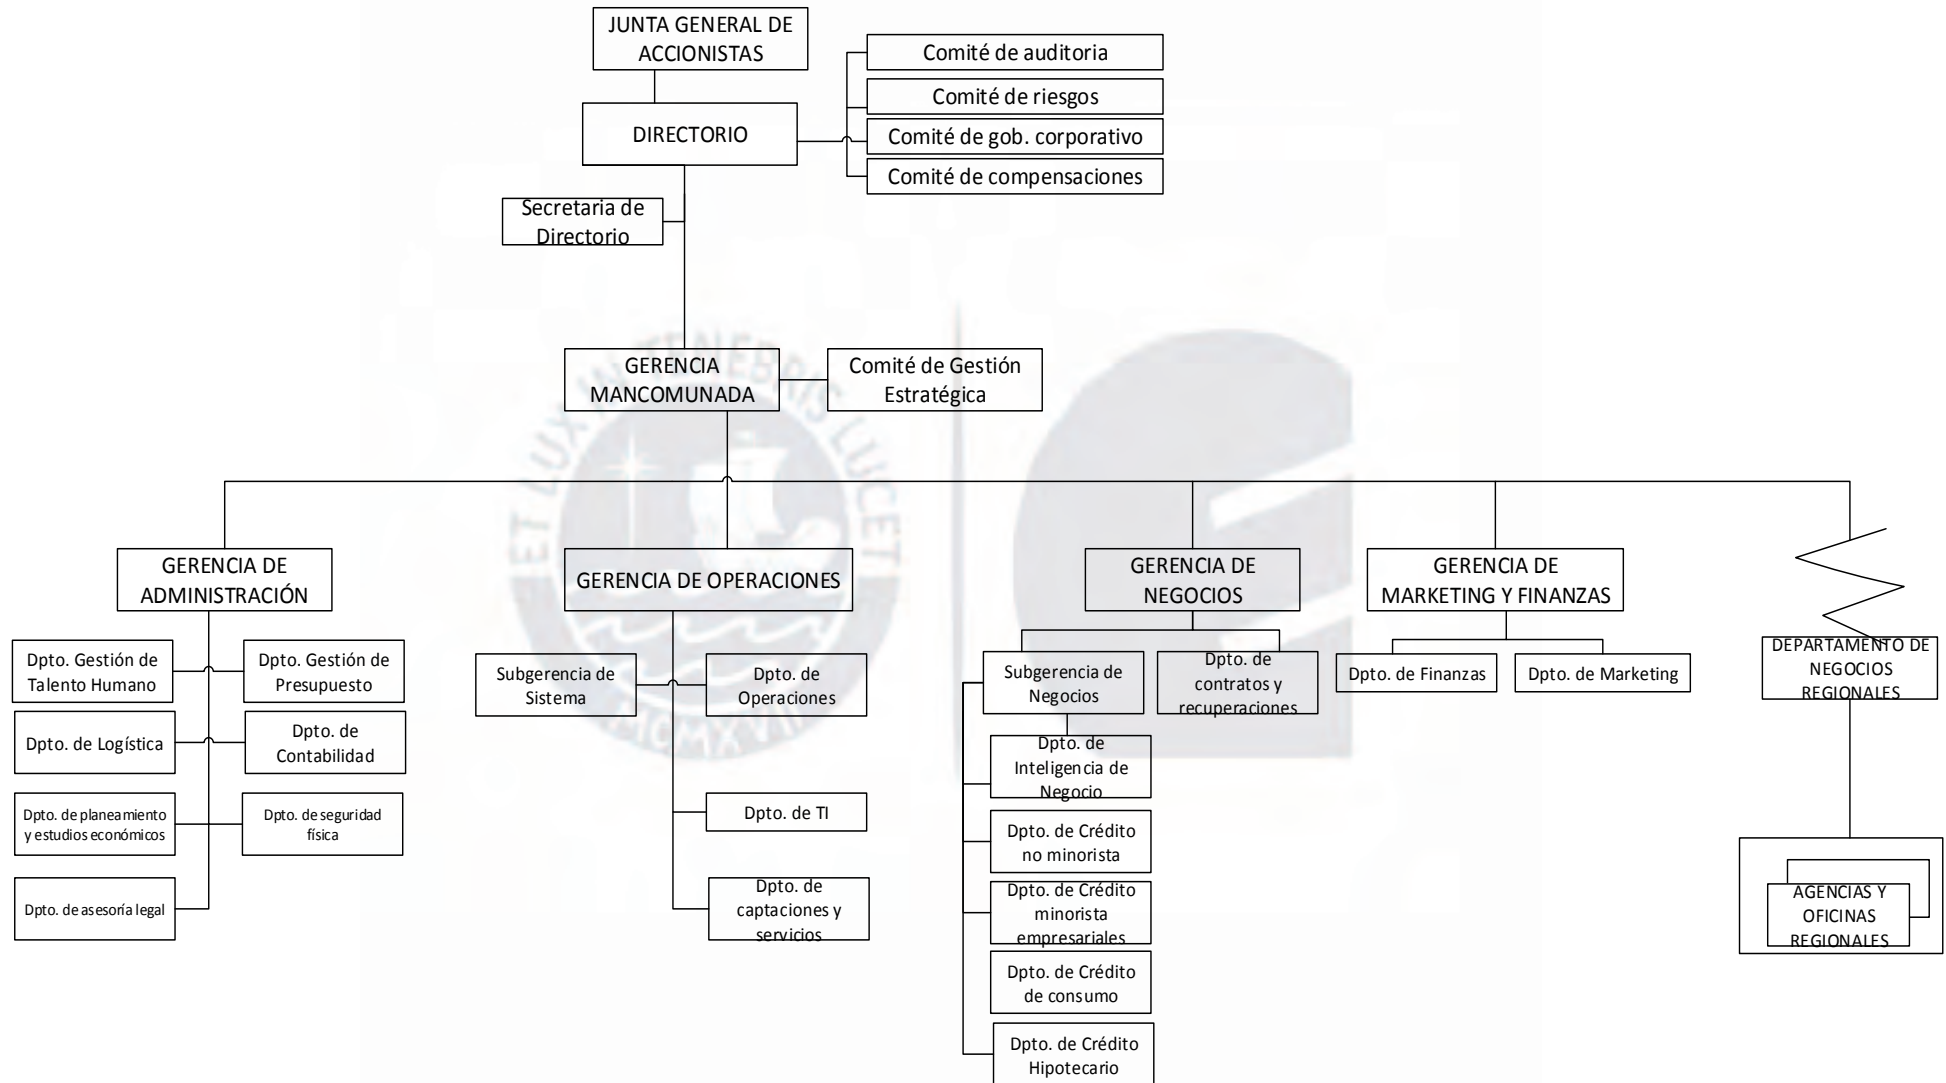 JUNTA GENERAL DE
ACCIONISTAS
Comité de auditoria
Comité de riesgos
DIRECTORIO
Comité de gob. corporativo
Comité de compensaciones
Secretaria de
Directorio
GERENCIA
MANCOMUNADA
Comité de Gestión
Estratégica
ET LUX IN TENEBRIS LUCET
MCMXVII
GERENCIA DE
ADMINISTRACIÓN
GERENCIA DE OPERACIONES
GERENCIA DE
NEGOCIOS
GERENCIA DE
MARKETING Y FINANZAS
DEPARTAMENTO DE
NEGOCIOS
REGIONALES
Dpto. Gestión de
Talento Humano
Dpto. Gestión de
Presupuesto
Dpto. de Logística
Dpto. de
Contabilidad
Dpto. de planeamiento
y estudios económicos
Dpto. de seguridad
física
Dpto. de asesoría legal
Subgerencia de
Sistema
Dpto. de
Operaciones
Dpto. de TI
Dpto. de
captaciones y
servicios
Subgerencia de
Negocios
Dpto. de
contratos y
recuperaciones
Dpto. de
Inteligencia de
Negocio
Dpto. de Crédito
no minorista
Dpto. de Crédito
minorista
empresariales
Dpto. de Crédito
de consumo
Dpto. de Crédito
Hipotecario
Dpto. de Finanzas
Dpto. de Marketing
AGENCIAS Y
OFICINAS
REGIONALES